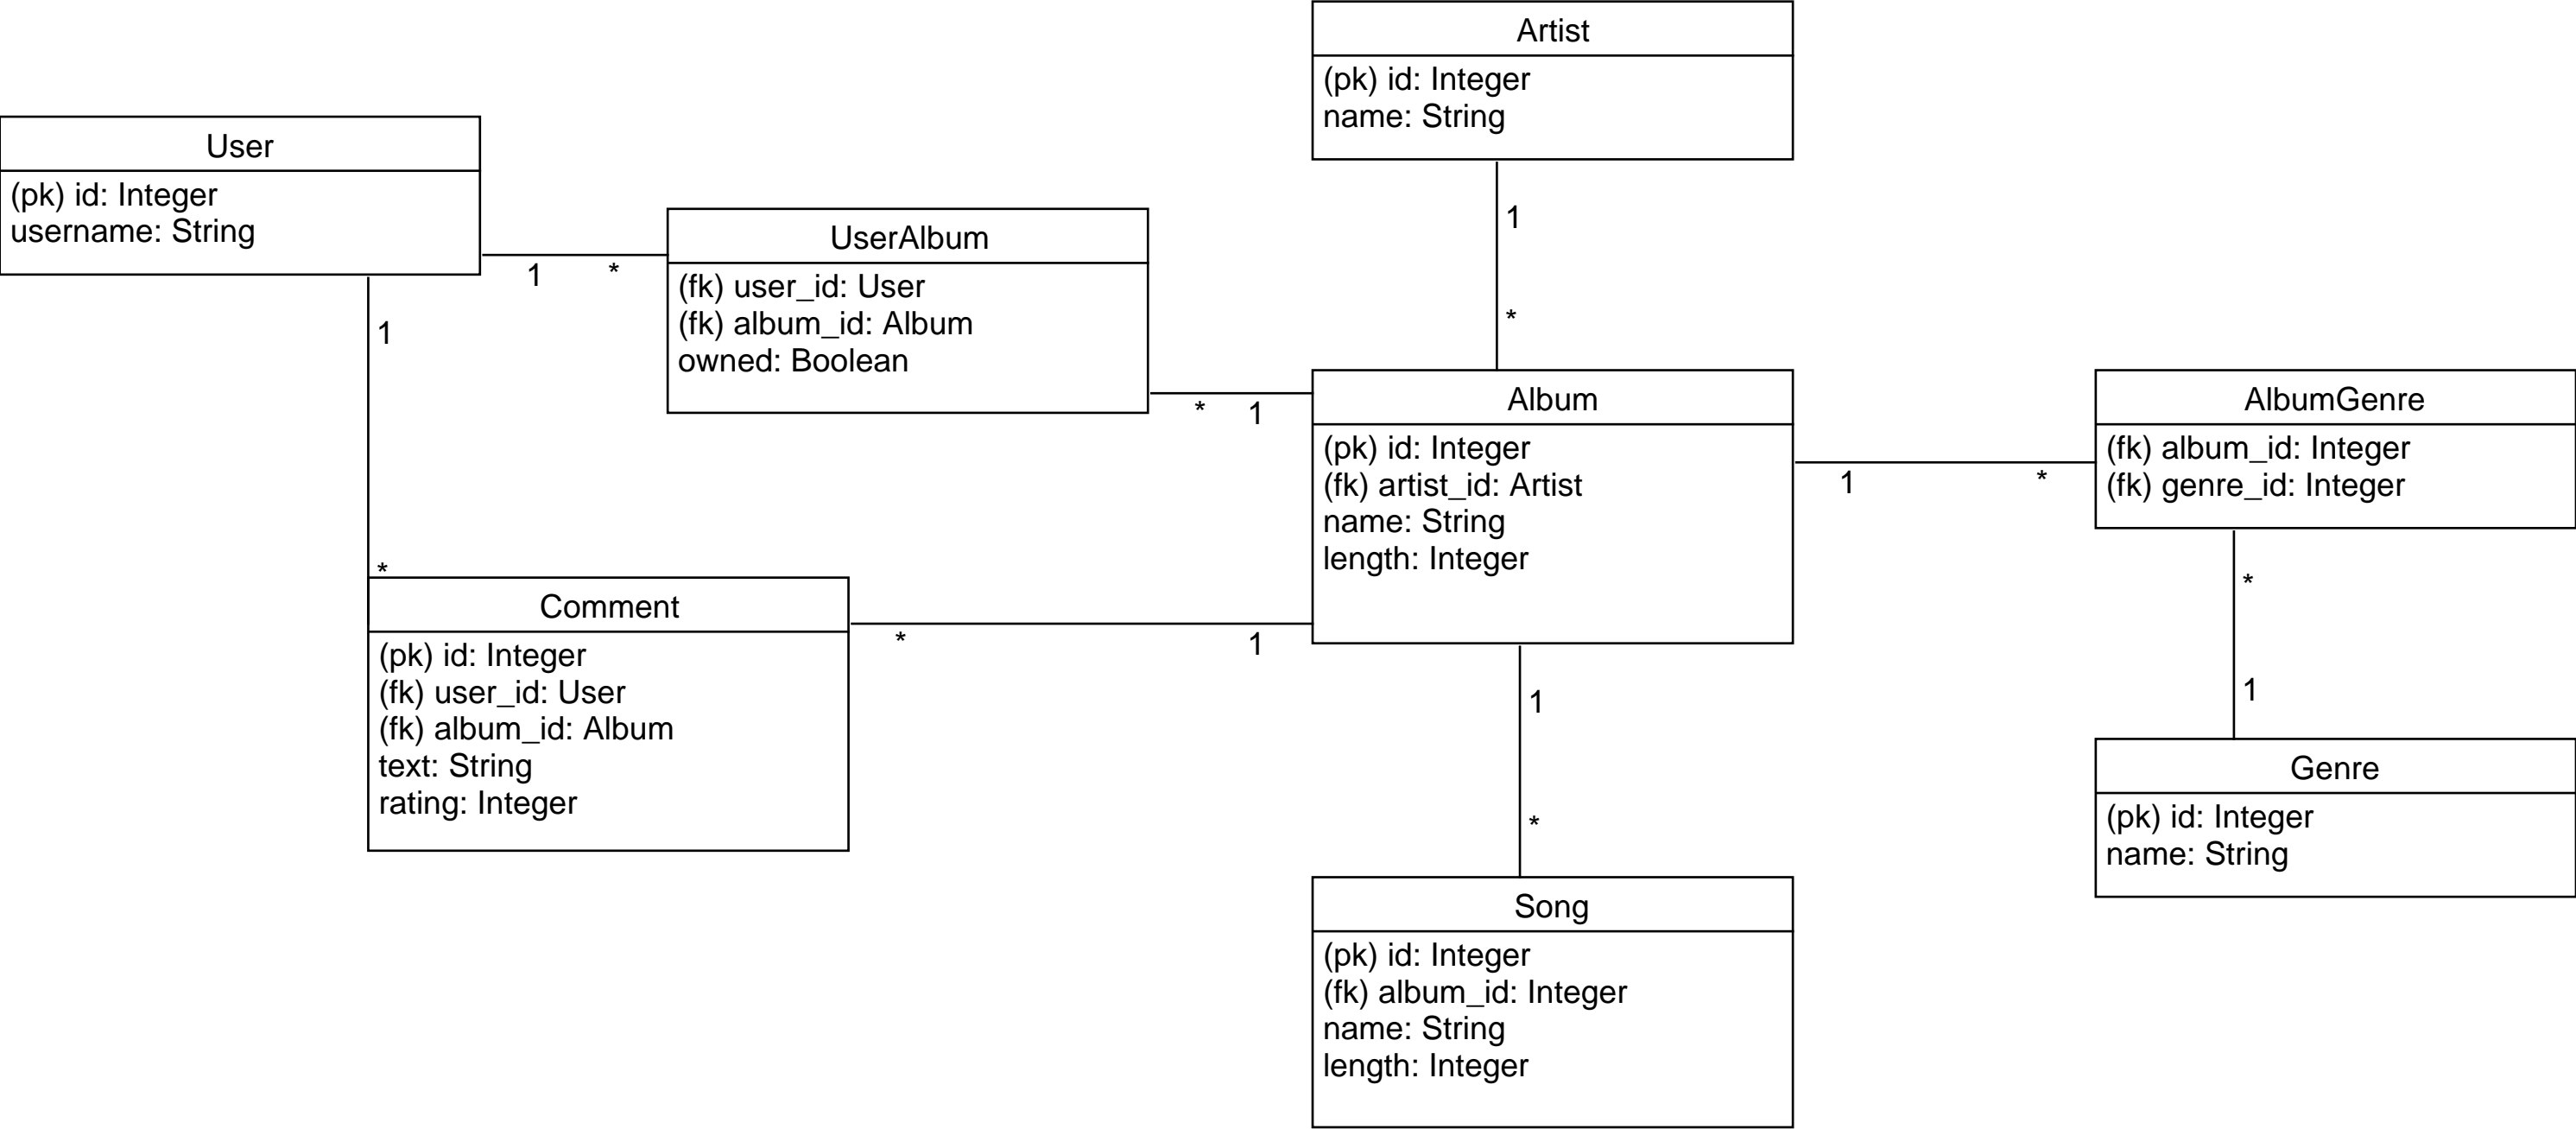 Artist
(pk) id: Integer
name: String
User
(pk) id: Integer
username: String
1
*
UserAlbum
(fk) user_id: User
(fk) album_id: Album
owned: Boolean
1
*
1
*
*
1
Album
(pk) id: Integer
(fk) artist_id: Artist
name: String
length: Integer
1
*
AlbumGenre
(fk) album_id: Integer
(fk) genre_id: Integer
*
1
Comment
(pk) id: Integer
(fk) user_id: User
(fk) album_id: Album
text: String
rating: Integer
*
1
1
*
Genre
(pk) id: Integer
name: String
Song
(pk) id: Integer
(fk) album_id: Integer
name: String
length: Integer